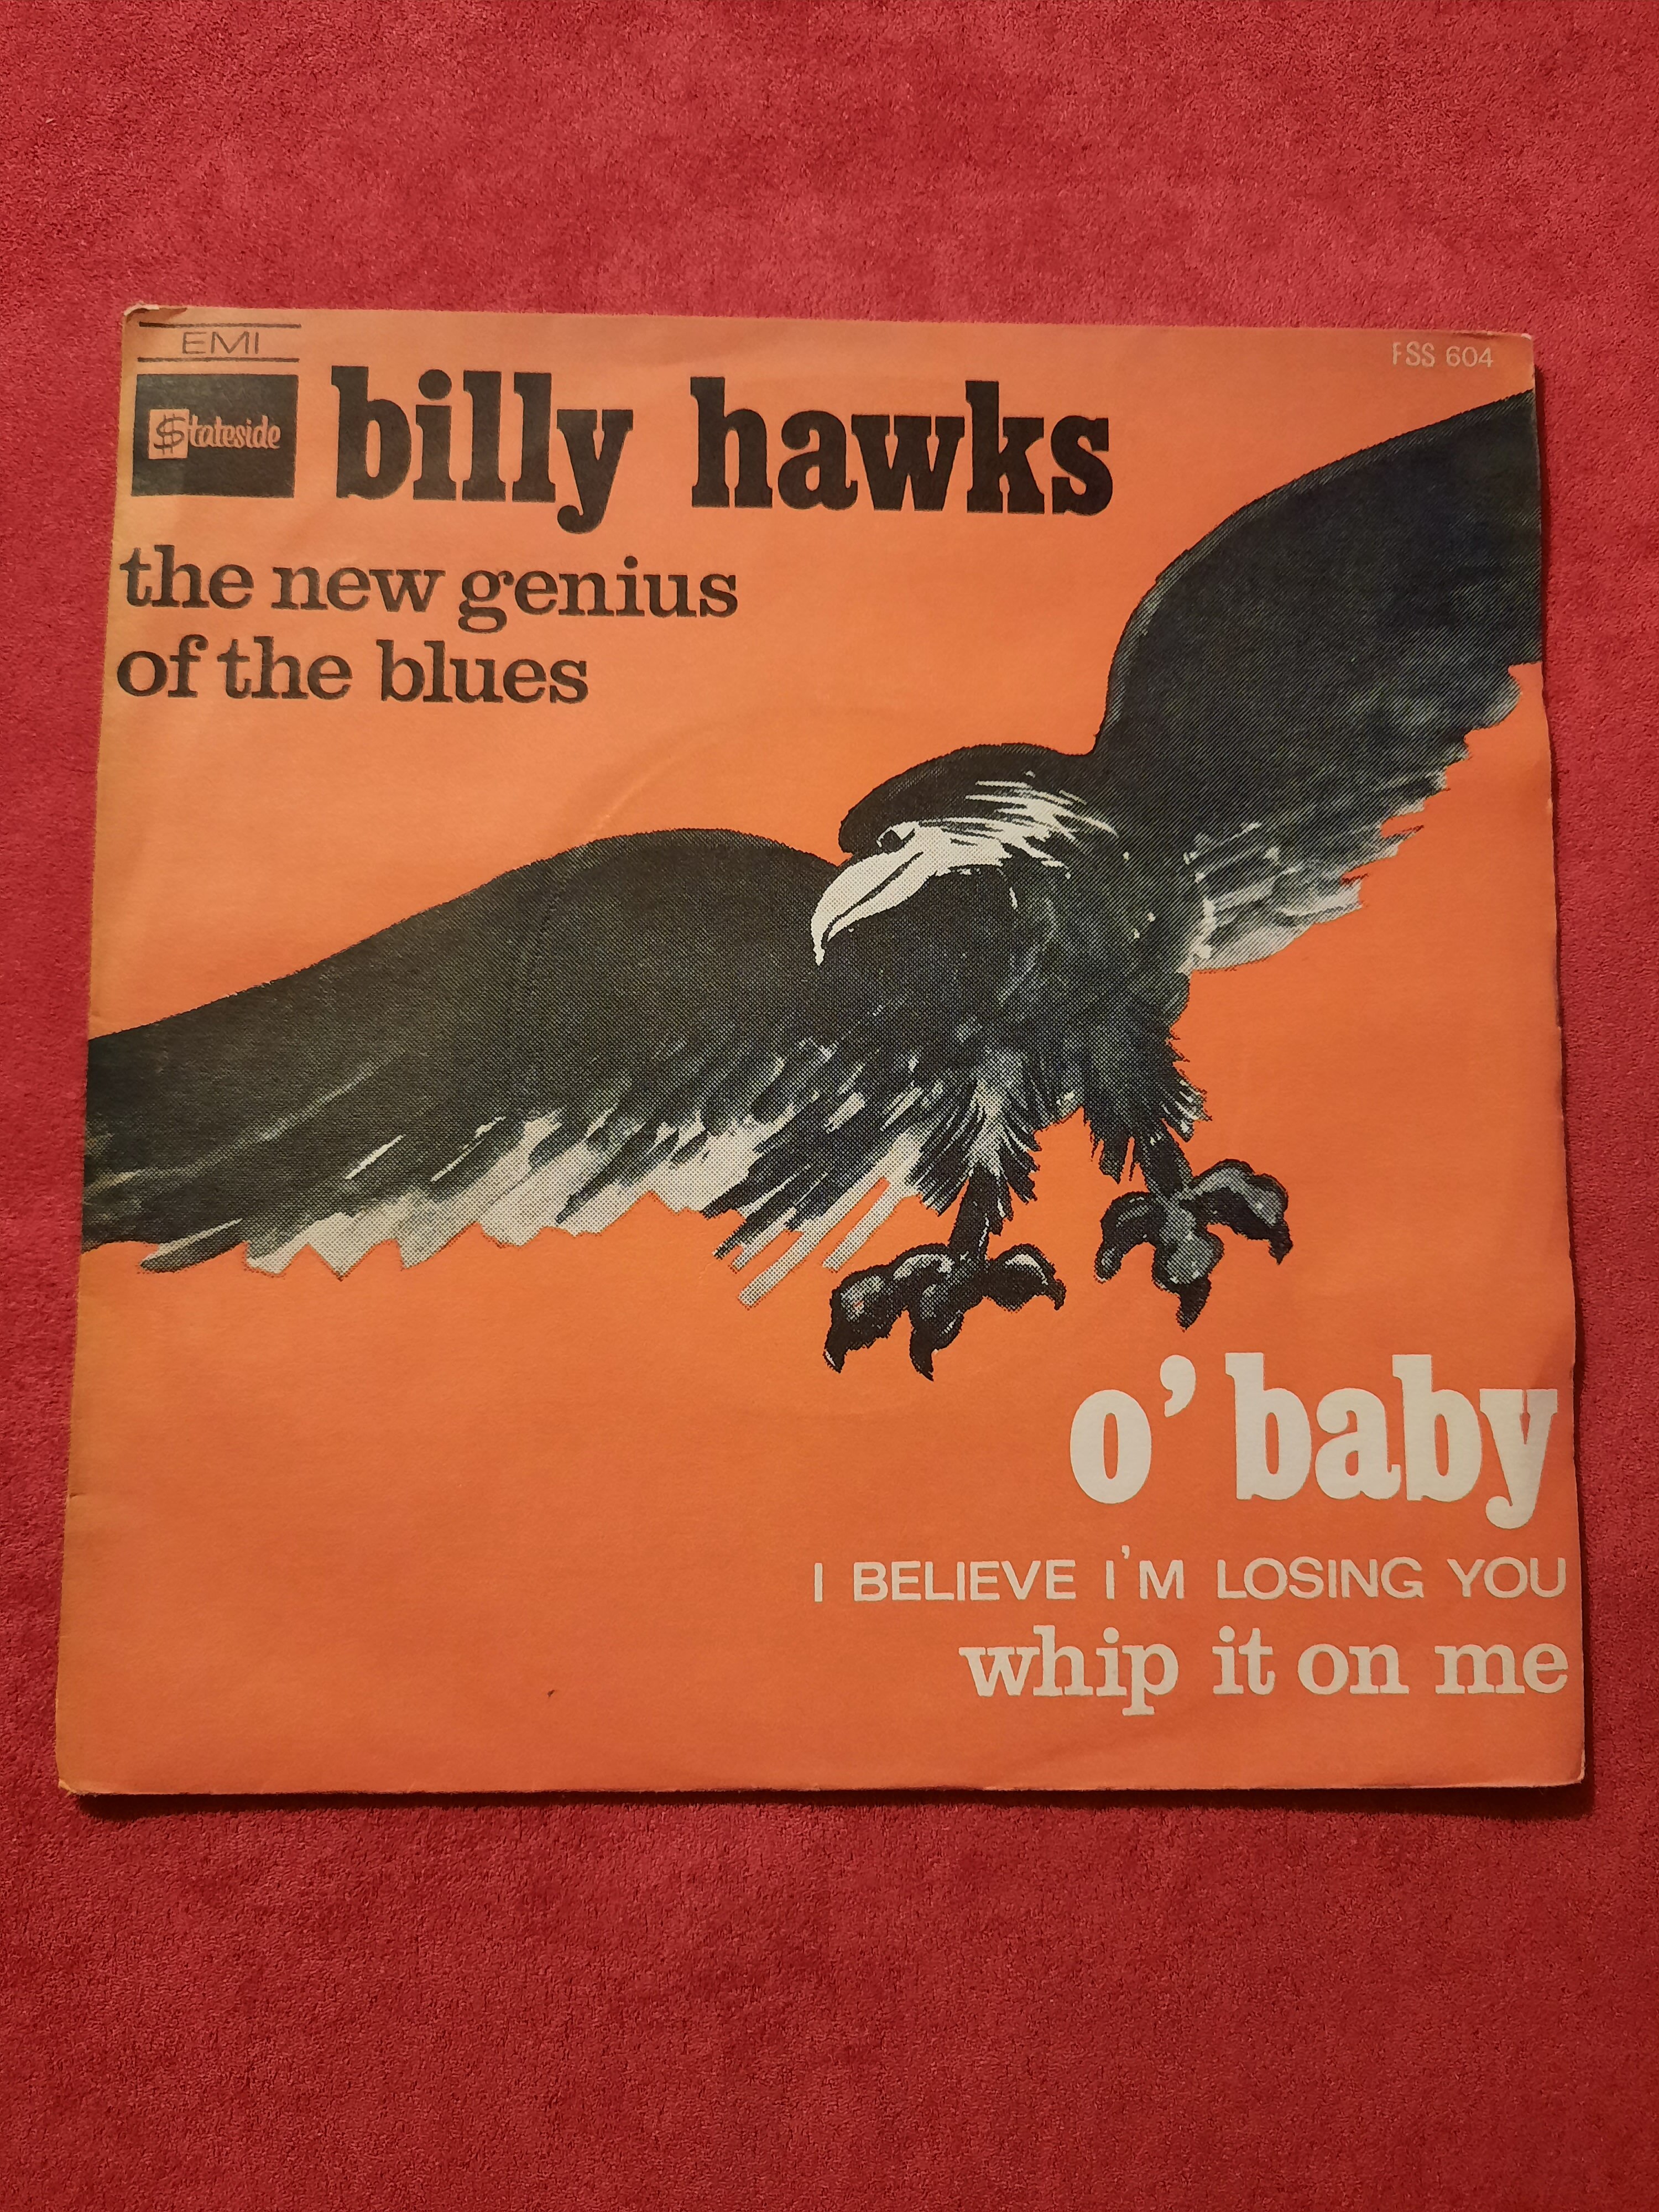 EMI
FSS 604
$tateside
billy hawks
the new genius
of the blues
o' baby
I BELIEVE I'M LOSING YOU
whip it on me